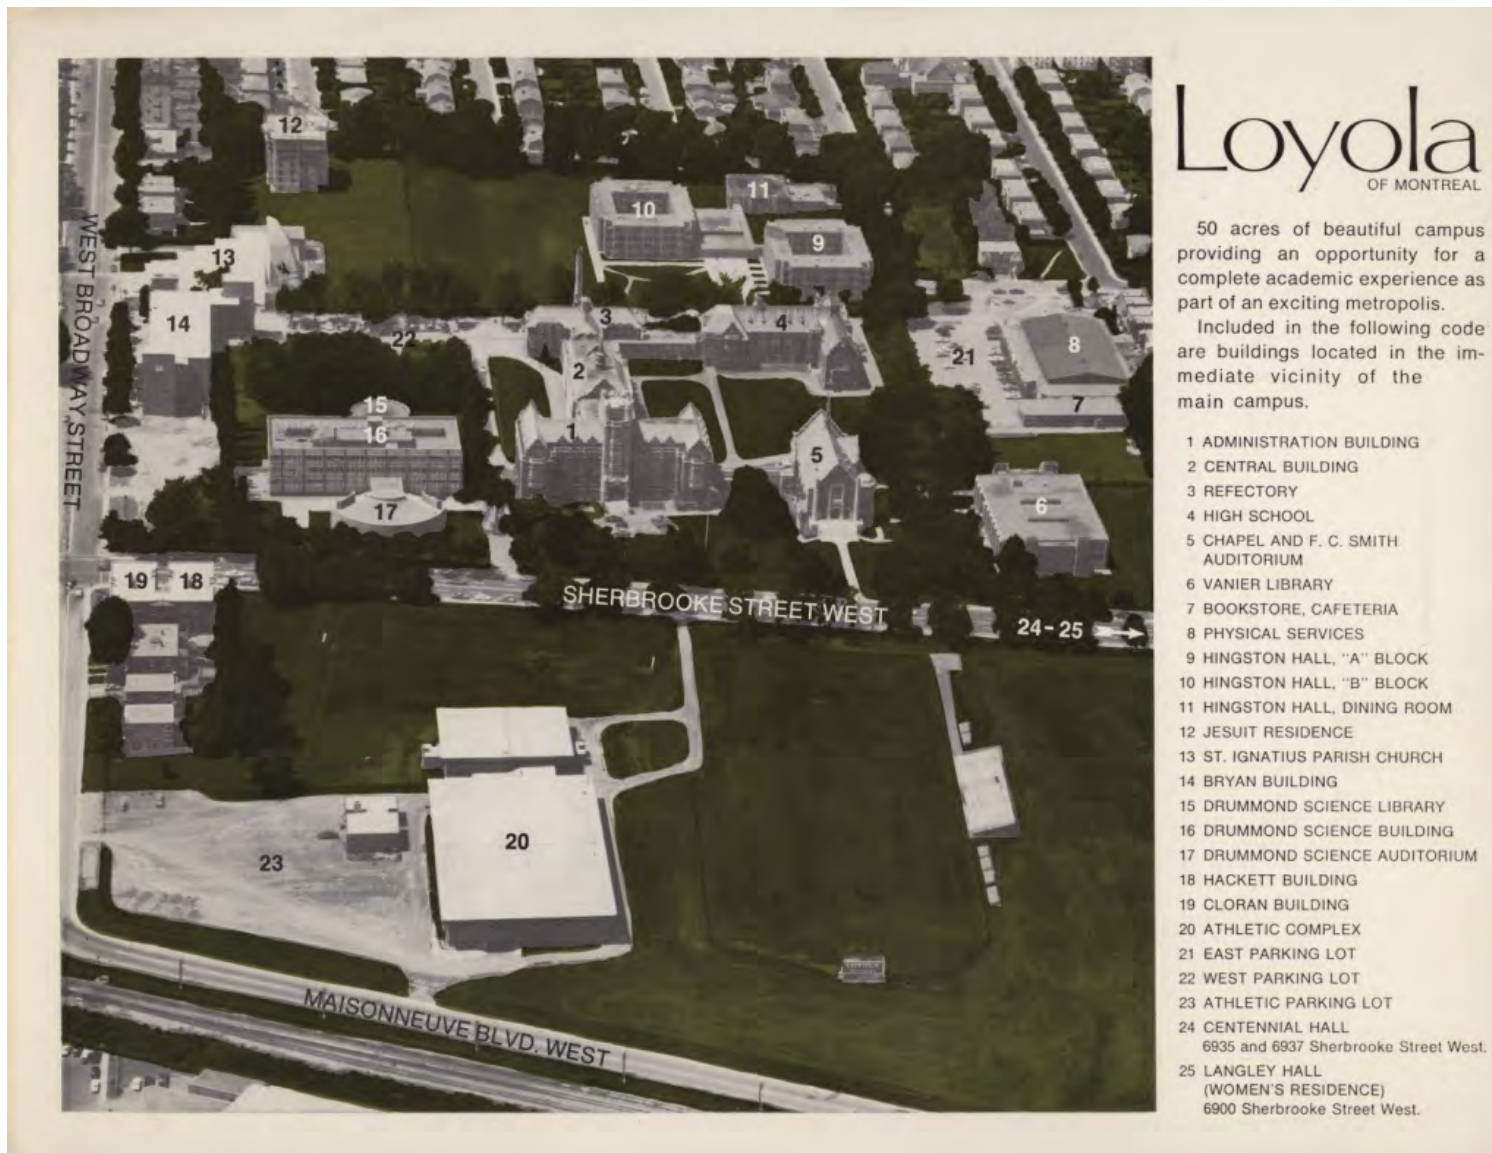 Loyola
OF MONTREAL
50 acres of beautiful campus
providing an opportunity for a
complete academic experience as
part of an exciting metropolis.
Included in the following code
are buildings located in the im-
mediate vicinity of the
main campus.
1 ADMINISTRATION BUILDING
2 CENTRAL BUILDING
3 REFECTORY
4 HIGH SCHOOL
5 CHAPEL AND F. C. SMITH
AUDITORIUM
6 VANIER LIBRARY
7 BOOKSTORE, CAFETERIA
8 PHYSICAL SERVICES
9 HINGSTON HALL, "A" BLOCK
10 HINGSTON HALL, "B" BLOCK
11 HINGSTON HALL, DINING ROOM
12 JESUIT RESIDENCE
13 ST. IGNATIUS PARISH CHURCH
14 BRYAN BUILDING
15 DRUMMOND SCIENCE LIBRARY
16 DRUMMOND SCIENCE BUILDING
17 DRUMMOND SCIENCE AUDITORIUM
18 HACKETT BUILDING
19 CLORAN BUILDING
20 ATHLETIC COMPLEX
21 EAST PARKING LOT
22 WEST PARKING LOT
23 ATHLETIC PARKING LOT
24 CENTENNIAL HALL
6935 and 6937 Sherbrooke Street West.
25 LANGLEY HALL
(WOMEN'S RESIDENCE)
6900 Sherbrooke Street West.
12
11
10
9
13
14
22
3
4
21
8
2
7
15
16
1
5
17
6
19
18
24-25
20
23
WEST BROADWAY STREET
SHERBROOKE STREET WEST
MAISONNEUVE BLVD. WEST